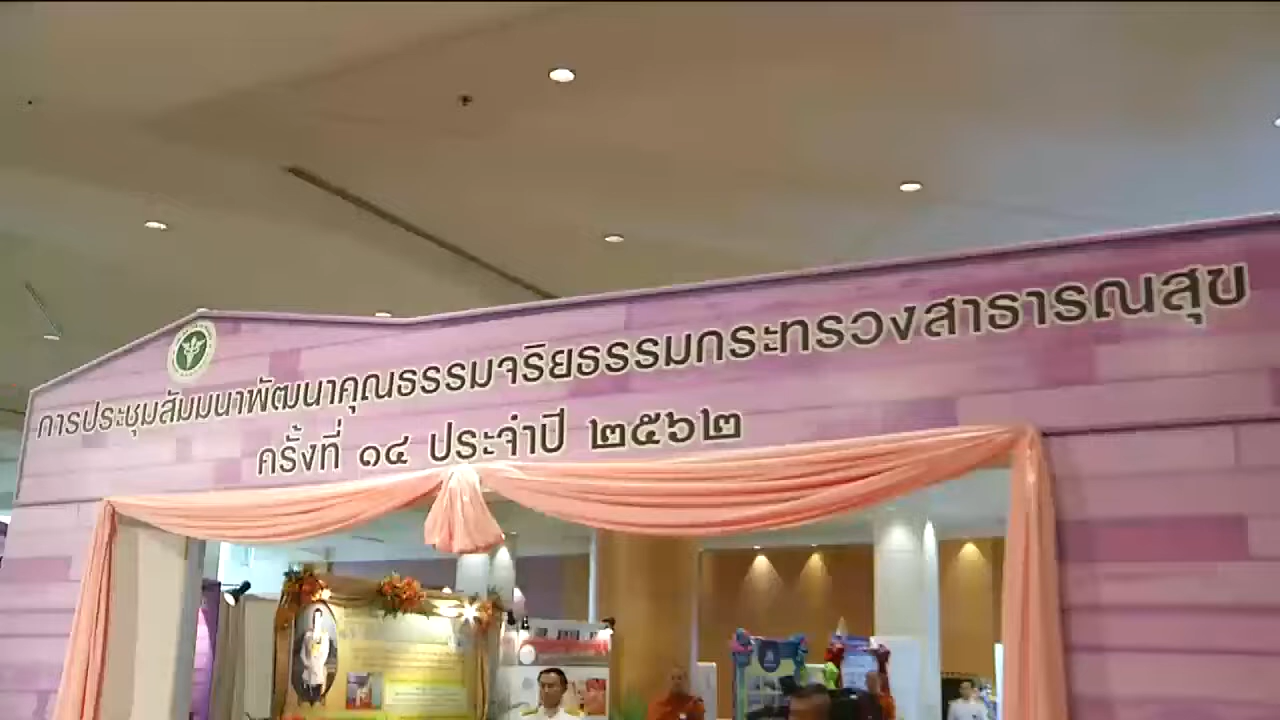 การประชุมสัมมนาพัฒนาคุณธรรมจริยธรรมกระทรวงสาธารณสุข
ครั้งที่ ๑๔ ประจำปี ๒๕๖๒